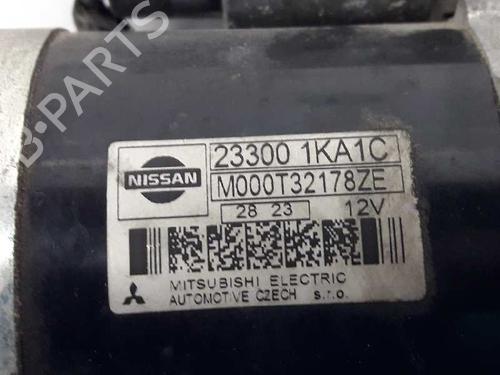 NISSAN
23300 1KA1C
M000T32178ZE
28 23 12V
MITSUBISHI ELECTRIC
AUTOMOTIVE CZECH s.r.o.
B-PARTS